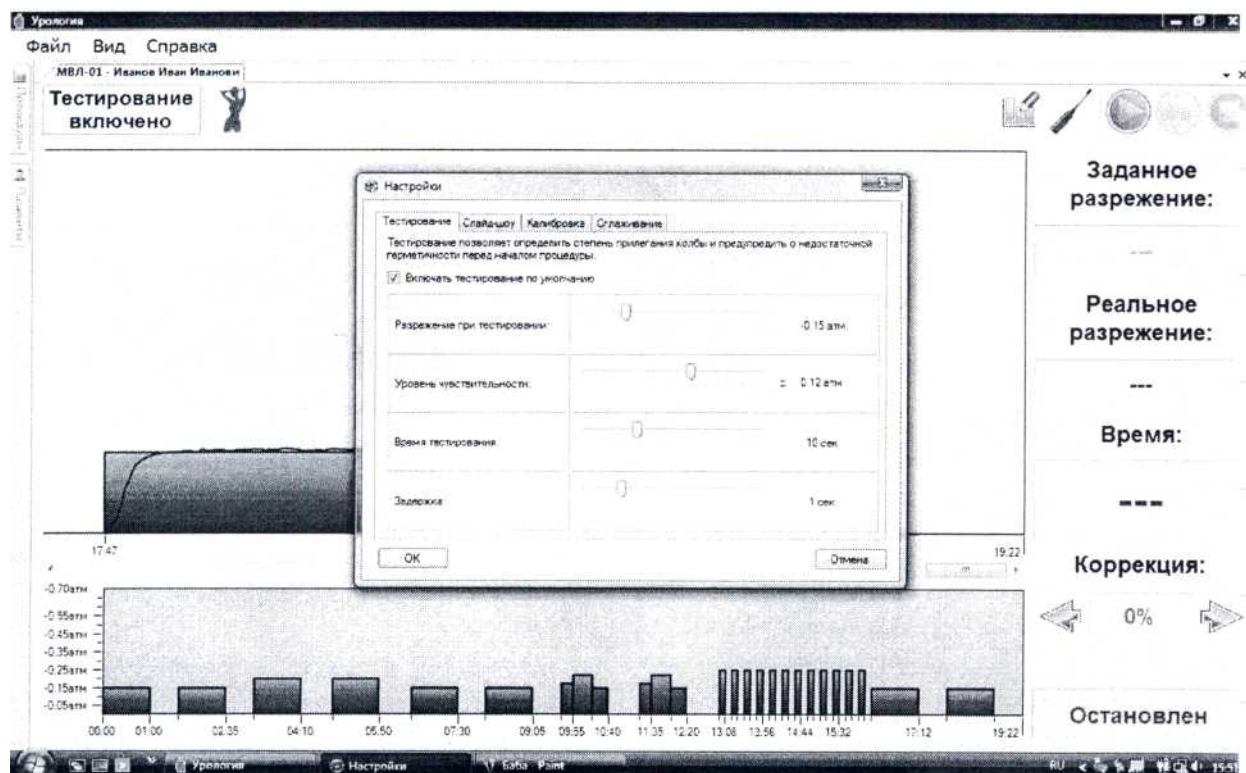 Урология
Файл Вид Справка
МВЛ-01 - Иванов Иван Иванови
Тестирование
включено
Заданное
разрежение:
---
Реальное
разрежение:
---
Время:
---
Коррекция:
0%
Остановлен
Настройки
Тестирование Слайд-шоу Калибровка Сглаживание
Тестирование позволяет определить степень прилегания колбы и предупредить о недостаточной
герметичности перед началом процедуры.
Включать тестирование по умолчанию
Разрежение при тестировании: -0.15 атм.
Уровень чувствительности: ± 0.12 атм
Время тестирования: 10 сек
Задержка 1 сек
OK Отмена
17:47 19:22
-0.70атм
-0.55атм
-0.45атм
-0.35атм
-0.25атм
-0.15атм
-0.05атм
00:00 01:00 02:35 04:10 05:50 07:30 09:05 09:55 10:40 11:35 12:20 13:08 13:56 14:44 15:32 17:12 19:22
Урология Настройки Баба - Paint RU 15:51